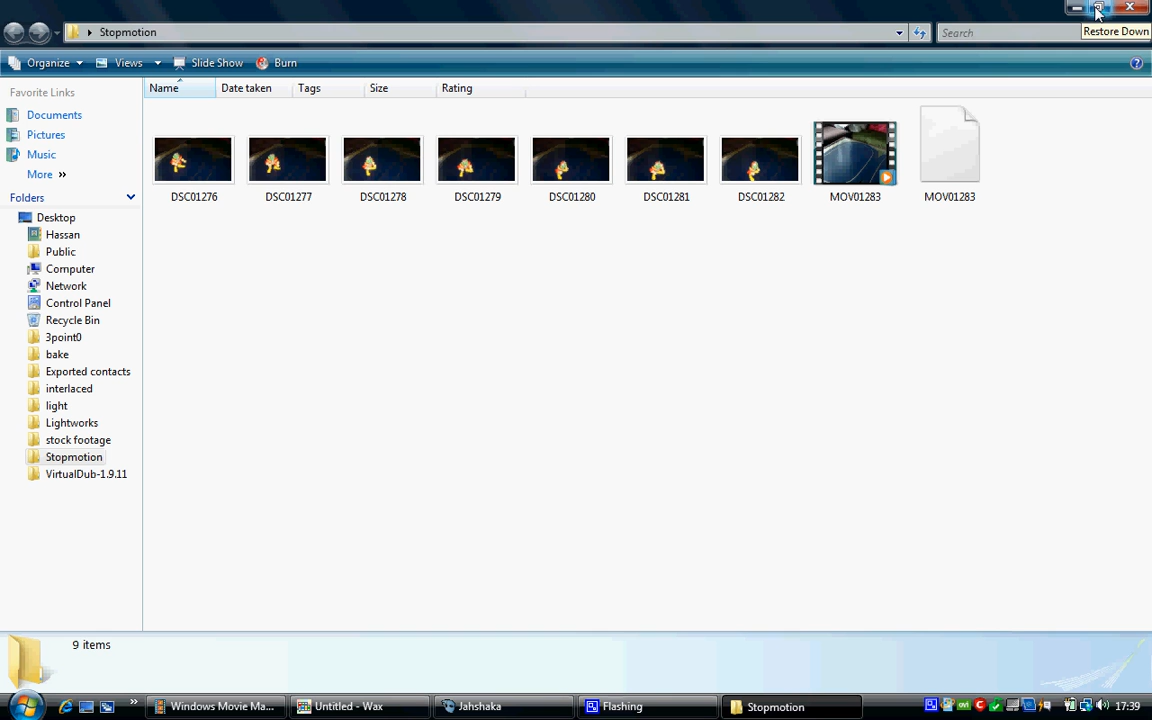 Restore Down
Stopmotion
Search
Organize Views Slide Show Burn
Favorite Links
Name Date taken Tags Size Rating
Documents
Pictures
Music
More »
Folders
Desktop
Hassan
Public
Computer
Network
Control Panel
Recycle Bin
3point0
bake
Exported contacts
interlaced
light
Lightworks
stock footage
Stopmotion
VirtualDub-1.9.11
DSC01276 DSC01277 DSC01278 DSC01279 DSC01280 DSC01281 DSC01282 MOV01283 MOV01283
9 items
Windows Movie Ma... Untitled - Wax Jahshaka Flashing Stopmotion 17:39